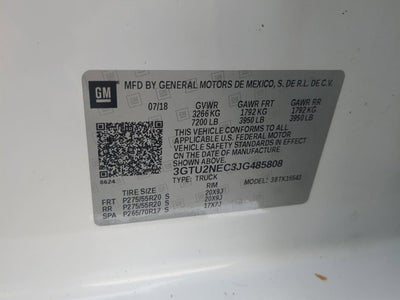 GM
MFD BY GENERAL MOTORS DE MEXICO, S. DE R.L. DE C.V.
07/18 GVWR GAWR FRT GAWR RR
3266 KG 1792 KG 1792 KG
7200 LB 3950 LB 3950 LB
THIS VEHICLE CONFORMS TO ALL
APPLICABLE U.S. FEDERAL MOTOR
VEHICLE SAFETY STANDARDS IN EFFECT
ON THE DATE OF MANUFACTURE
SHOWN ABOVE.
3GTU2NEC3JG485808
8624 TYPE: TRUCK MODEL:
TIRE SIZE RIM
FRT P275/55R20 S 20X9J
RR P275/55R20 S 20X9J
SPA P265/70R17 S 17X7J